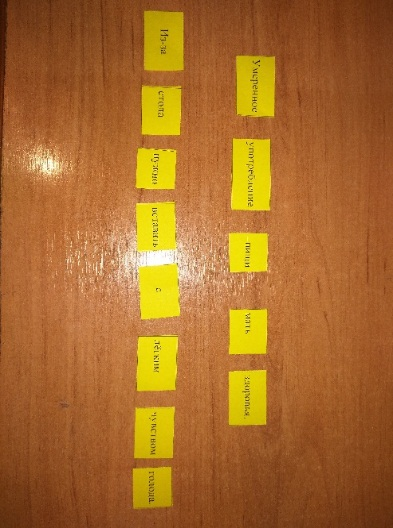 Умеренное употребление пищи мать здоровья.
Из-за стола нужно вставать с лёгким чувством голода.